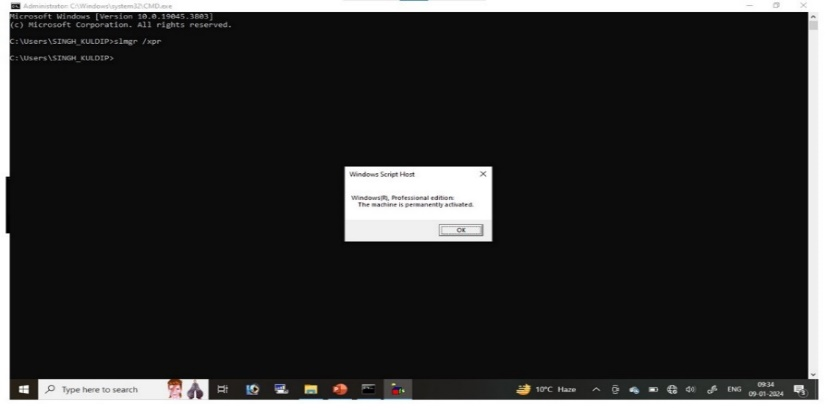 Administrator: C:\Windows\system32\CMD.exe
Microsoft Windows [Version 10.0.19045.3803]
(c) Microsoft Corporation. All rights reserved.
C:\Users\SINGH_KULDIP>slmgr /xpr
C:\Users\SINGH_KULDIP>
Windows Script Host
Windows(R), Professional edition:
The machine is permanently activated.
OK
Type here to search
10°C Haze
ENG
09:34
09-01-2024